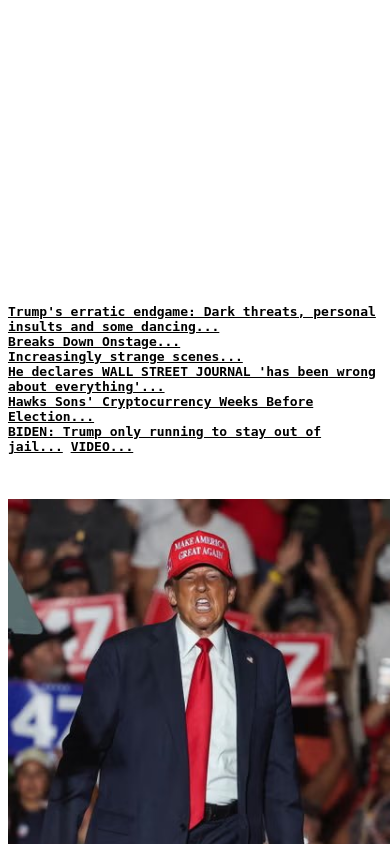 Trump's erratic endgame: Dark threats, personal
insults and some dancing...
Breaks Down Onstage...
Increasingly strange scenes...
He declares WALL STREET JOURNAL 'has been wrong
about everything'...
Hawks Sons' Cryptocurrency Weeks Before
Election...
BIDEN: Trump only running to stay out of
jail... VIDEO...
MAKE AMERICA
GREAT AGAIN
47
7
47